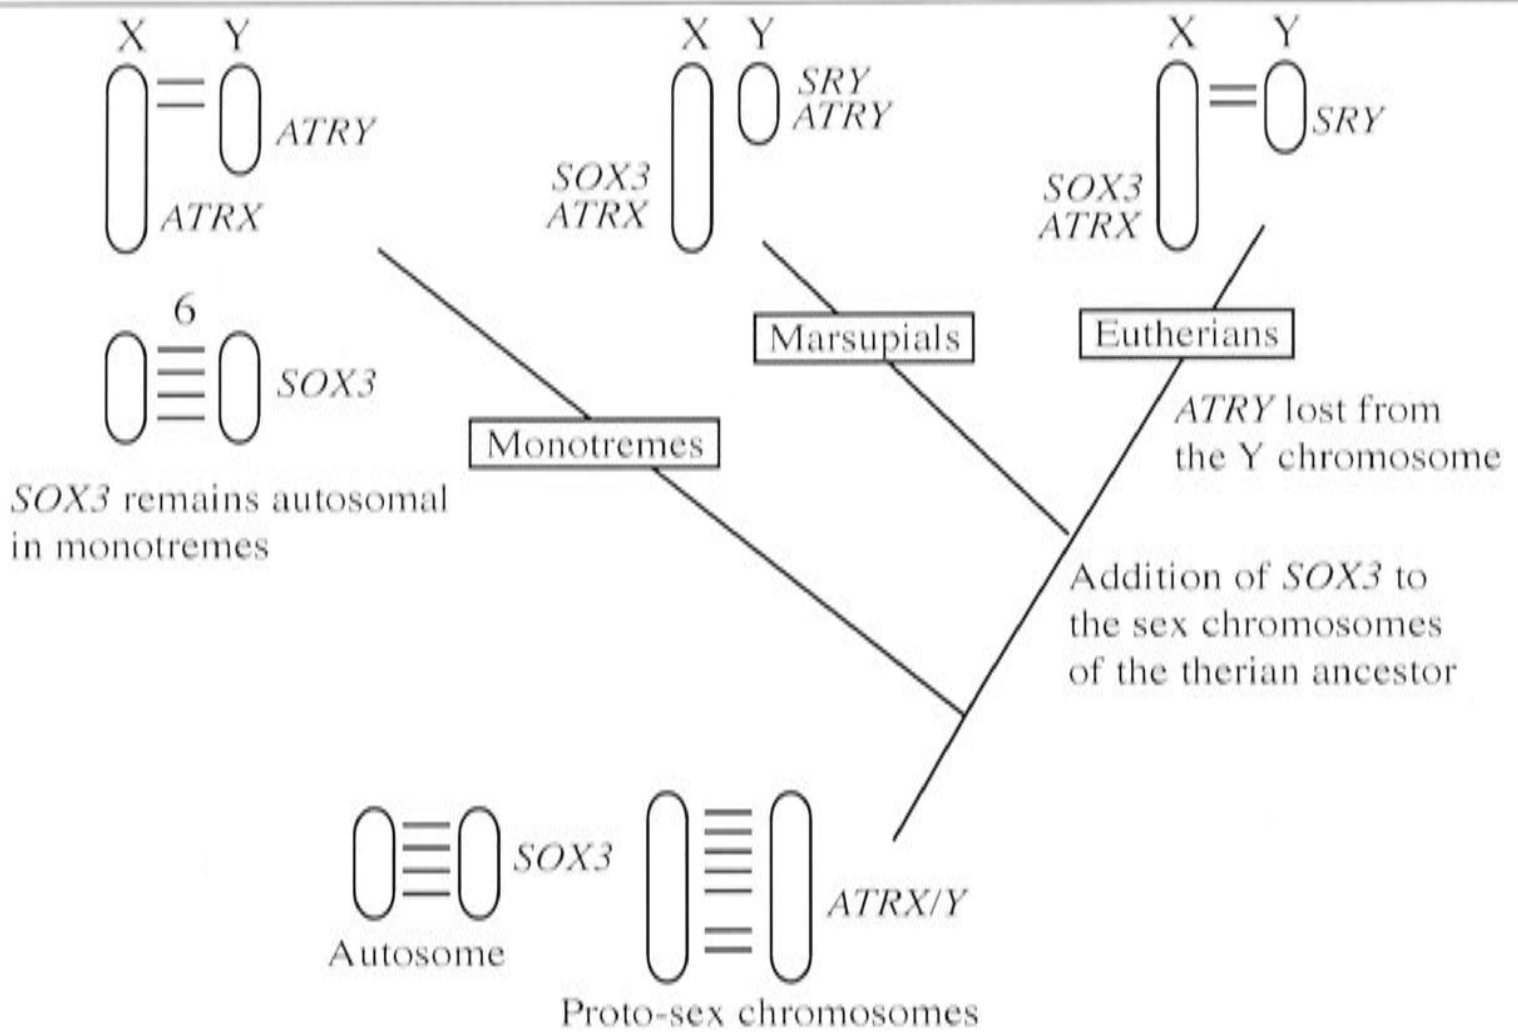 X Y
ATRY
ATRX
6
SOX3
SOX3 remains autosomal
in monotremes
X Y
SRY
ATRY
SOX3
ATRX
X Y
SRY
SOX3
ATRX
Monotremes
Marsupials
Eutherians
ATRY lost from
the Y chromosome
Addition of SOX3 to
the sex chromosomes
of the therian ancestor
SOX3
Autosome
ATRX/Y
Proto-sex chromosomes